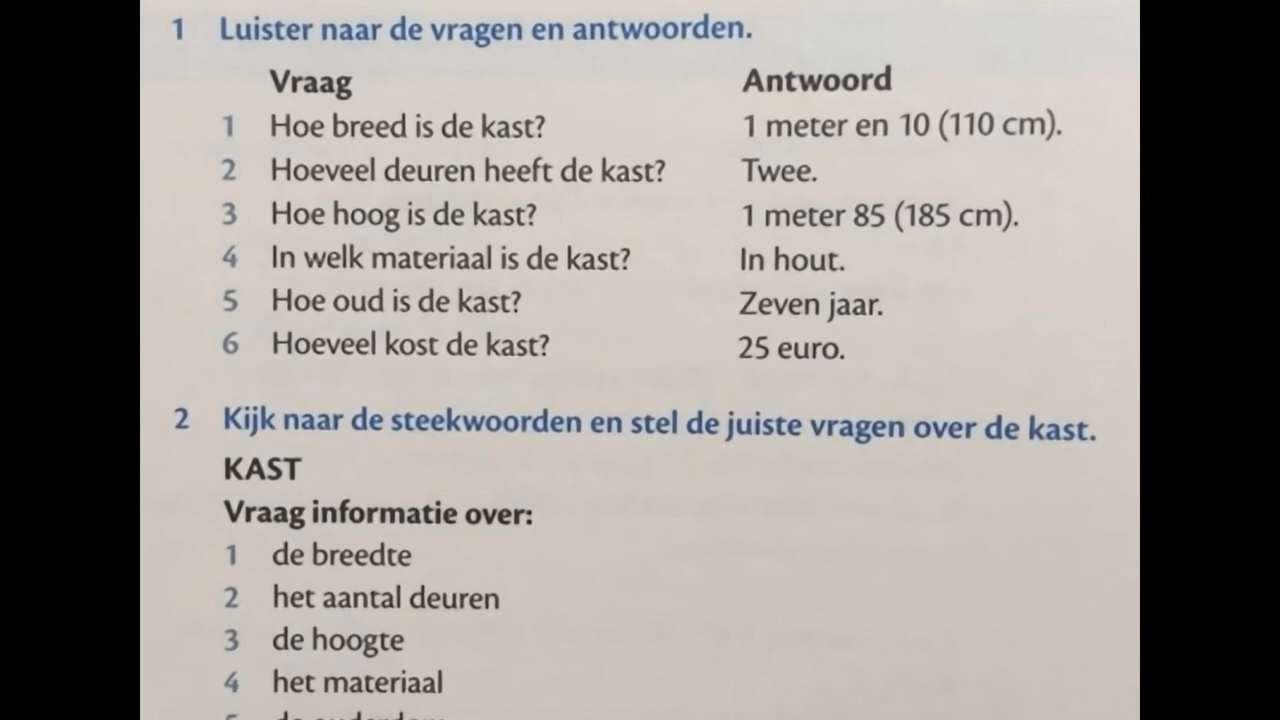 1 Luister naar de vragen en antwoorden.
Vraag Antwoord
1 Hoe breed is de kast? 1 meter en 10 (110 cm).
2 Hoeveel deuren heeft de kast? Twee.
3 Hoe hoog is de kast? 1 meter 85 (185 cm).
4 In welk materiaal is de kast? In hout.
5 Hoe oud is de kast? Zeven jaar.
6 Hoeveel kost de kast? 25 euro.
2 Kijk naar de steekwoorden en stel de juiste vragen over de kast.
KAST
Vraag informatie over:
1 de breedte
2 het aantal deuren
3 de hoogte
4 het materiaal